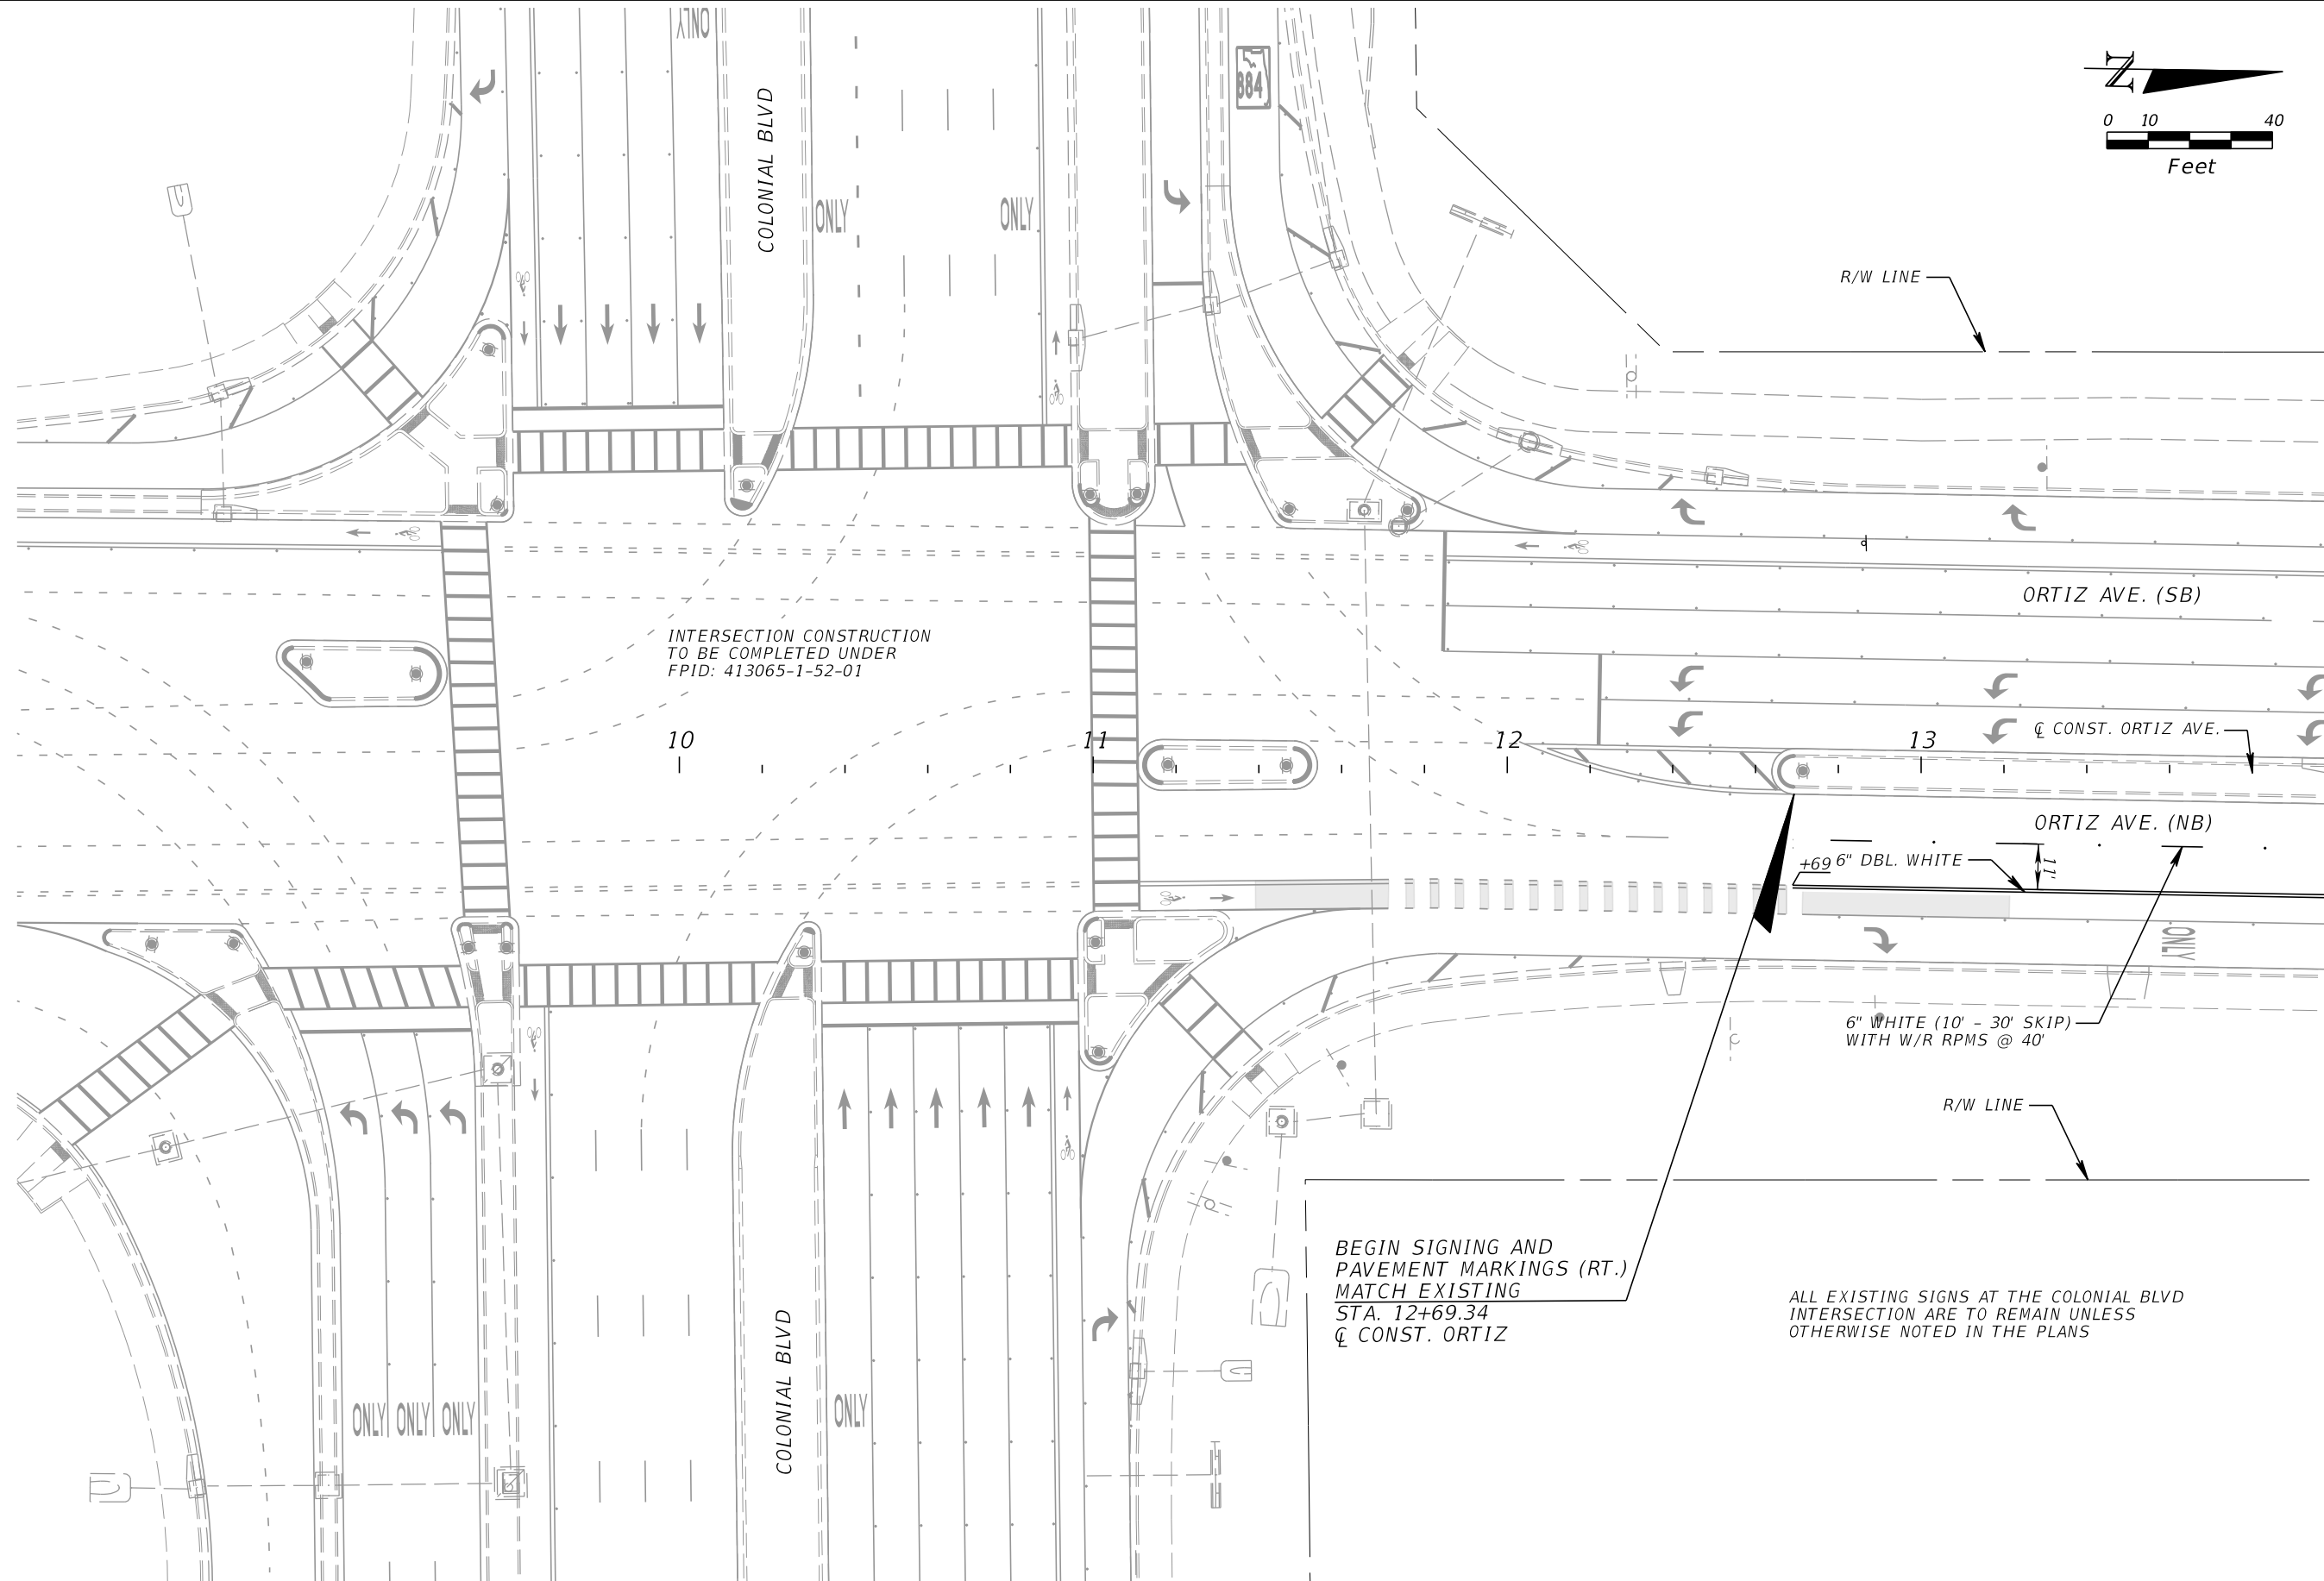 ONLY
884
N
0 10 40
Feet
COLONIAL BLVD
ONLY
ONLY
R/W LINE
ORTIZ AVE. (SB)
INTERSECTION CONSTRUCTION
TO BE COMPLETED UNDER
FPID: 413065-1-52-01
10
11
12
13
℄ CONST. ORTIZ AVE.
ORTIZ AVE. (NB)
+69
6" DBL. WHITE
11'
ONLY
6" WHITE (10' - 30' SKIP)
WITH W/R RPMS @ 40'
R/W LINE
BEGIN SIGNING AND
PAVEMENT MARKINGS (RT.)
MATCH EXISTING
STA. 12+69.34
℄ CONST. ORTIZ
ALL EXISTING SIGNS AT THE COLONIAL BLVD
INTERSECTION ARE TO REMAIN UNLESS
OTHERWISE NOTED IN THE PLANS
COLONIAL BLVD
ONLY
ONLY
ONLY
ONLY